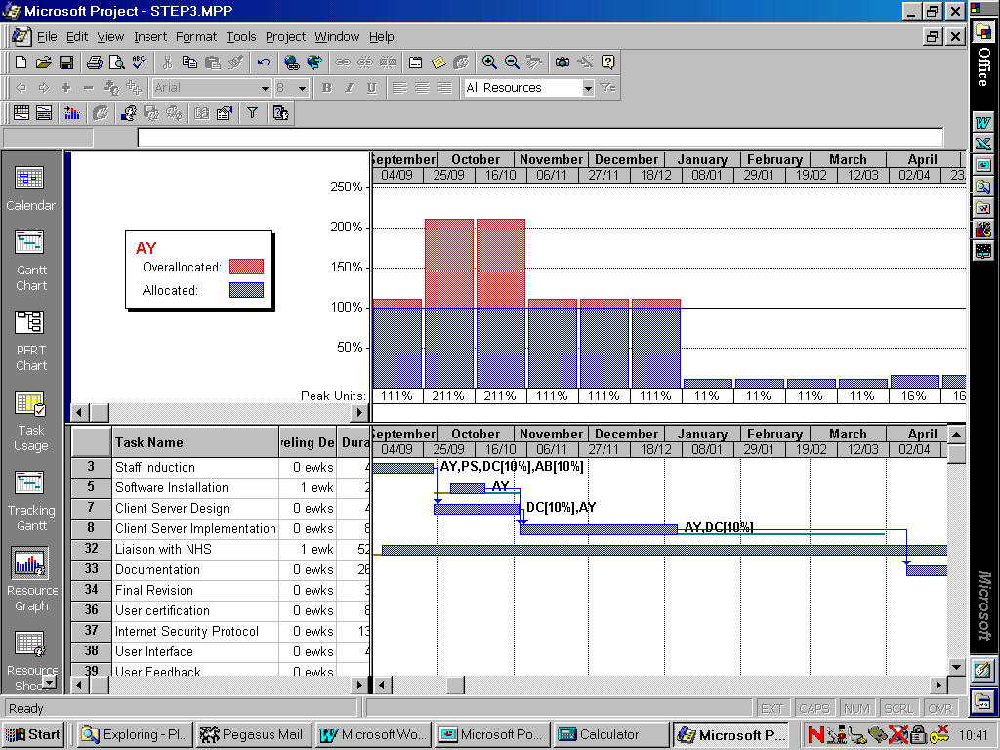 Microsoft Project - STEP3.MPP
File Edit View Insert Format Tools Project Window Help
Office
Arial 8 B I U All Resources
September October November December January February March April
04/09 25/09 16/10 06/11 27/11 18/12 08/01 29/01 19/02 12/03 02/04 23
250%
200%
150%
100%
50%
AY
Overallocated:
Allocated:
Peak Units:
111% 211% 211% 111% 111% 111% 11% 11% 11% 11% 16% 16
Calendar
Gantt
Chart
PERT
Chart
Task
Usage
Tracking
Gantt
Resource
Graph
Resource
Sheet
Task Name veling De Dura
September October November December January February March April
04/09 25/09 16/10 06/11 27/11 18/12 08/01 29/01 19/02 12/03 02/04
3 Staff Induction 0 ewks 4 AY,PS,DC[10%],AB[10%]
5 Software Installation 1 ewk 2 AY
7 Client Server Design 0 ewks 4 DC[10%],AY
8 Client Server Implementation 0 ewks 8 AY,DC[10%]
32 Liaison with NHS 1 ewk 52
33 Documentation 0 ewks 26
34 Final Revision 0 ewks 3
36 User certification 0 ewks 8
37 Internet Security Protocol 0 ewks 13
38 User Interface 0 ewks 4
39 User Feedback 0 ewks
Microsoft
Ready EXT CAPS NUM SCRL OVR
Start Exploring - Pl... Pegasus Mail Microsoft Wo... Microsoft Po... Calculator Microsoft P... 10:41